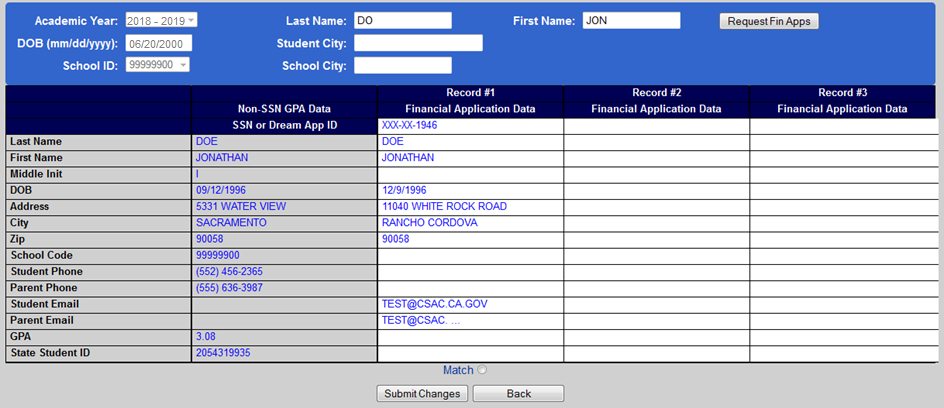 Academic Year: 2018 - 2019 Last Name: DO First Name: JON Request Fin Apps
DOB (mm/dd/yyyy): 06/20/2000 Student City:
School ID: 99999900 School City:
Record #1 Record #2 Record #3
Non-SSN GPA Data Financial Application Data Financial Application Data Financial Application Data
SSN or Dream App ID XXX-XX-1946
Last Name DOE DOE
First Name JONATHAN JONATHAN
Middle Init I
DOB 09/12/1996 12/9/1996
Address 5331 WATER VIEW 11040 WHITE ROCK ROAD
City SACRAMENTO RANCHO CORDOVA
Zip 90058 90058
School Code 99999900
Student Phone (552) 456-2365
Parent Phone (555) 636-3987
Student Email TEST@CSAC.CA.GOV
Parent Email TEST@CSAC. ...
GPA 3.08
State Student ID 2054319935
Match
Submit Changes Back